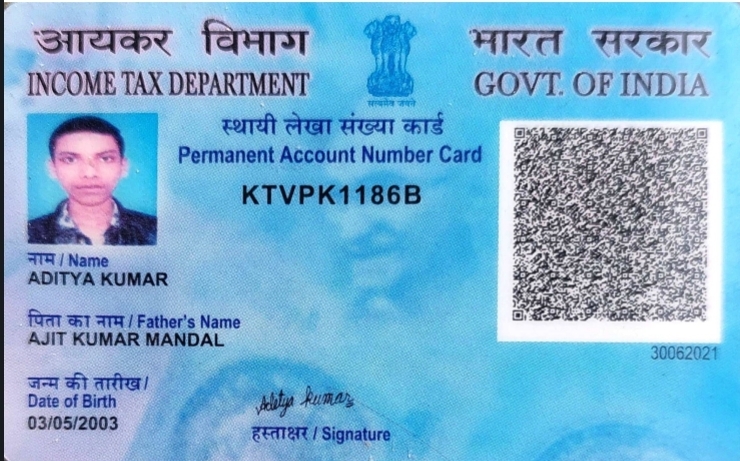 आयकर विभाग
INCOME TAX DEPARTMENT
सत्यमेव जयते
भारत सरकार
GOVT. OF INDIA
स्थायी लेखा संख्या कार्ड
Permanent Account Number Card
KTVPK1186B
नाम / Name
ADITYA KUMAR
पिता का नाम / Father's Name
AJIT KUMAR MANDAL
जन्म की तारीख /
Date of Birth
03/05/2003
Aditya kumar
हस्ताक्षर / Signature
30062021